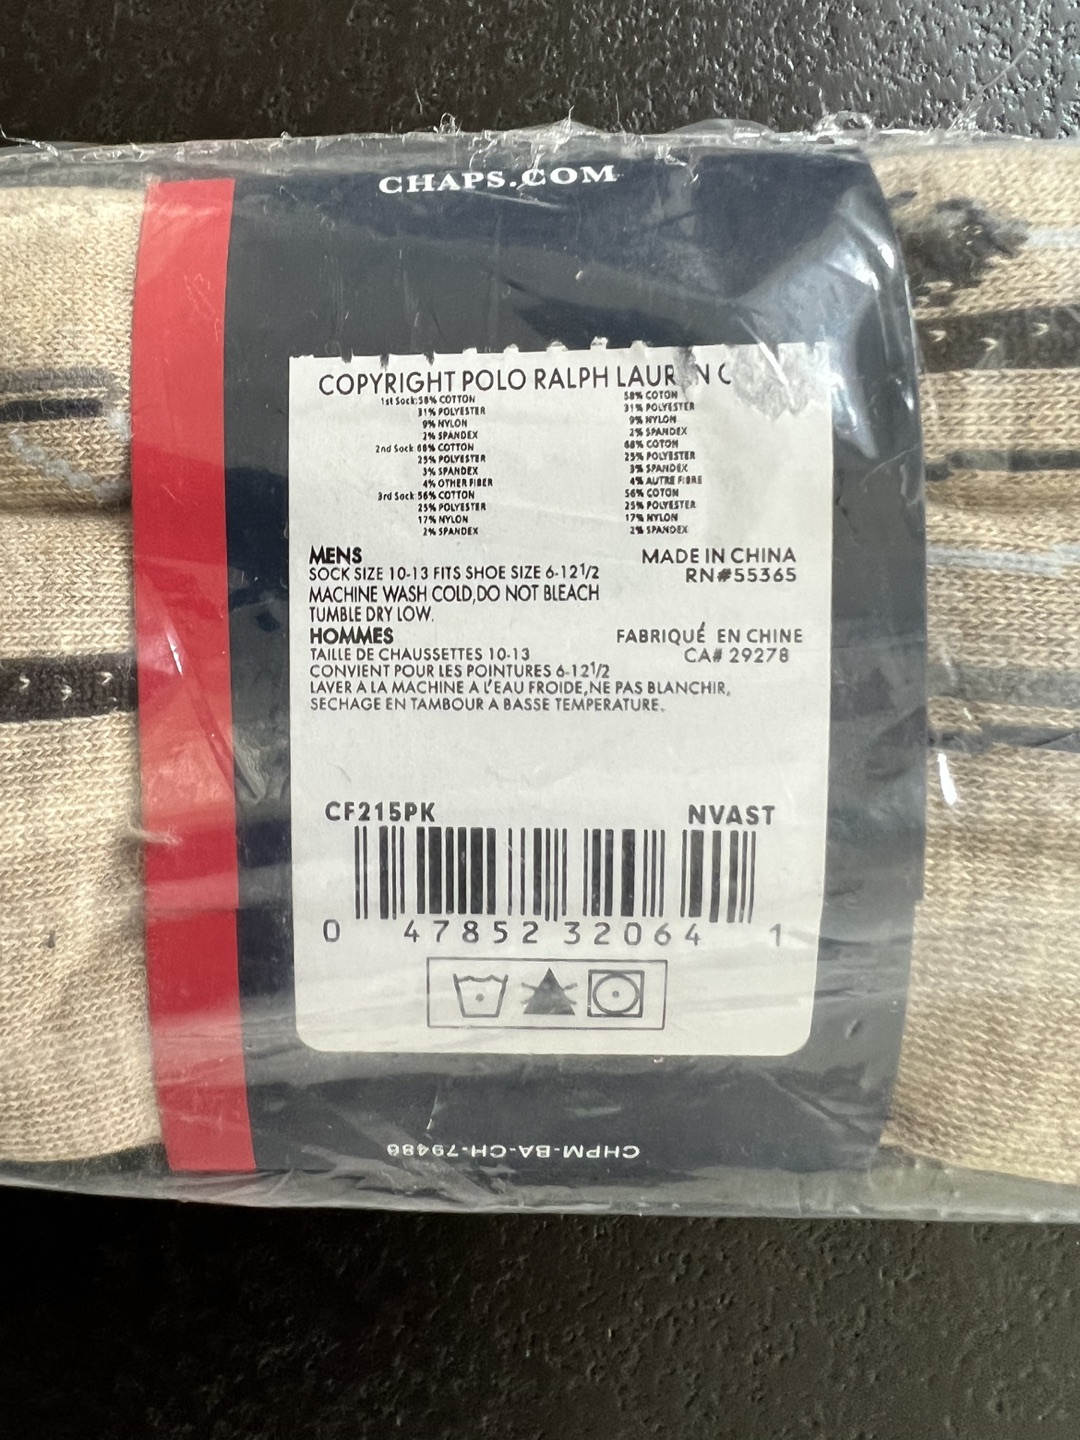 CHAPS.COM
COPYRIGHT POLO RALPH LAUR N C
1st Sock:58% COTTON 58% COTON
31% POLYESTER 31% POLYESTER
9% NYLON 9% NYLON
2% SPANDEX 2% SPANDEX
2nd Sock 68% COTTON 68% COTON
25% POLYESTER 25% POLYESTER
3% SPANDEX 3% SPANDEX
4% OTHER FIBER 4% AUTRE FIBRE
3rd Sock 56% COTTON 56% COTON
25% POLYESTER 25% POLYESTER
17% NYLON 17% NYLON
2% SPANDEX 2% SPANDEX
MENS MADE IN CHINA
SOCK SIZE 10-13 FITS SHOE SIZE 6-12 1/2 RN#55365
MACHINE WASH COLD,DO NOT BLEACH
TUMBLE DRY LOW.
HOMMES FABRIQUÉ EN CHINE
TAILLE DE CHAUSSETTES 10-13 CA# 29278
CONVIENT POUR LES POINTURES 6-12 1/2
LAVER A LA MACHINE A L'EAU FROIDE,NE PAS BLANCHIR,
SECHAGE EN TAMBOUR A BASSE TEMPERATURE.
CF215PK NVAST
0 47852 32064 1
CHPM-BA-CH-79486